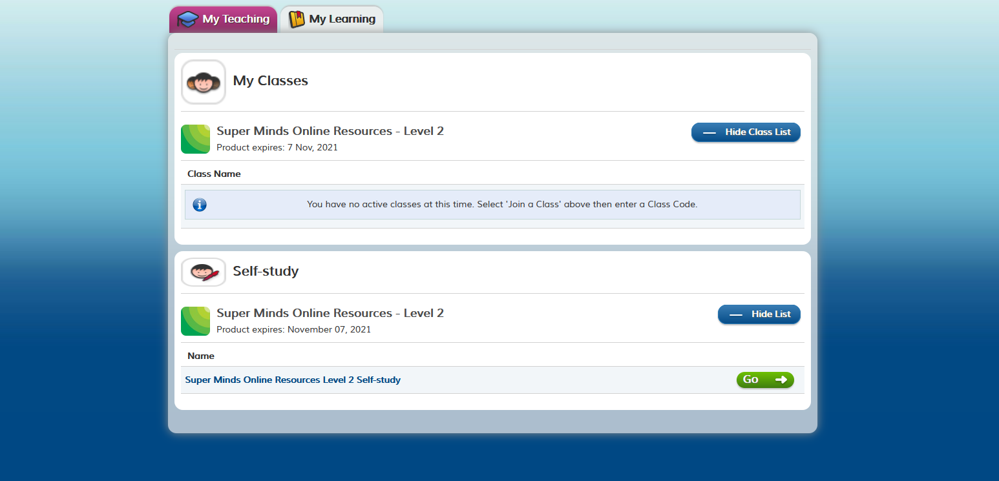 My Teaching
My Learning
My Classes
Super Minds Online Resources - Level 2
Hide Class List
Product expires: 7 Nov, 2021
Class Name
You have no active classes at this time. Select 'Join a Class' above then enter a Class Code.
Self-study
Super Minds Online Resources - Level 2
Hide List
Product expires: November 07, 2021
Name
Super Minds Online Resources Level 2 Self-study
Go